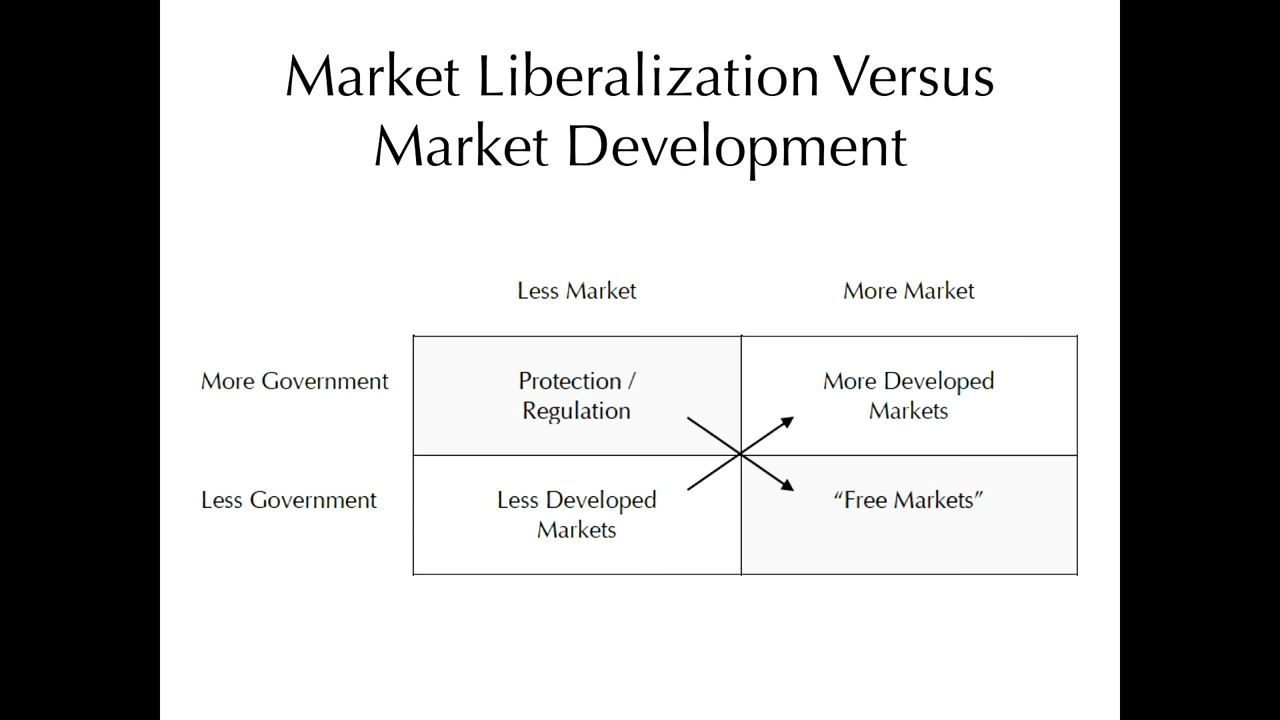 Market Liberalization Versus
Market Development
Less Market
More Market
More Government
Protection /
Regulation
More Developed
Markets
Less Government
Less Developed
Markets
“Free Markets”